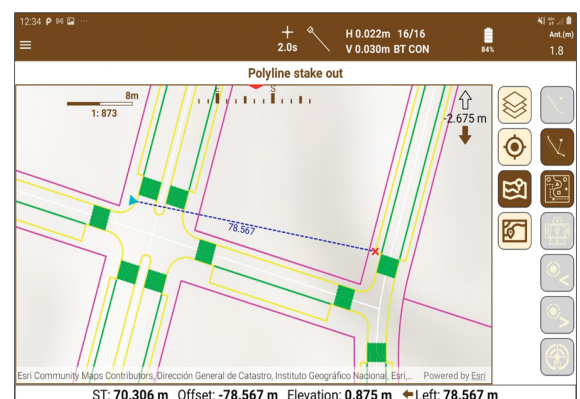 12:34
H 0.022m 16/16
Ant.(m)
2.0s
V 0.030m BT CON
84%
1.8
Polyline stake out
8m
1: 873
E
S
-2.675 m
78.567
Esri Community Maps Contributors, Dirección General de Catastro, Instituto Geográfico Nacional, Esri,... Powered by Esri
ST: 70.306 m Offset: -78.567 m Elevation: 0.875 m Left: 78.567 m